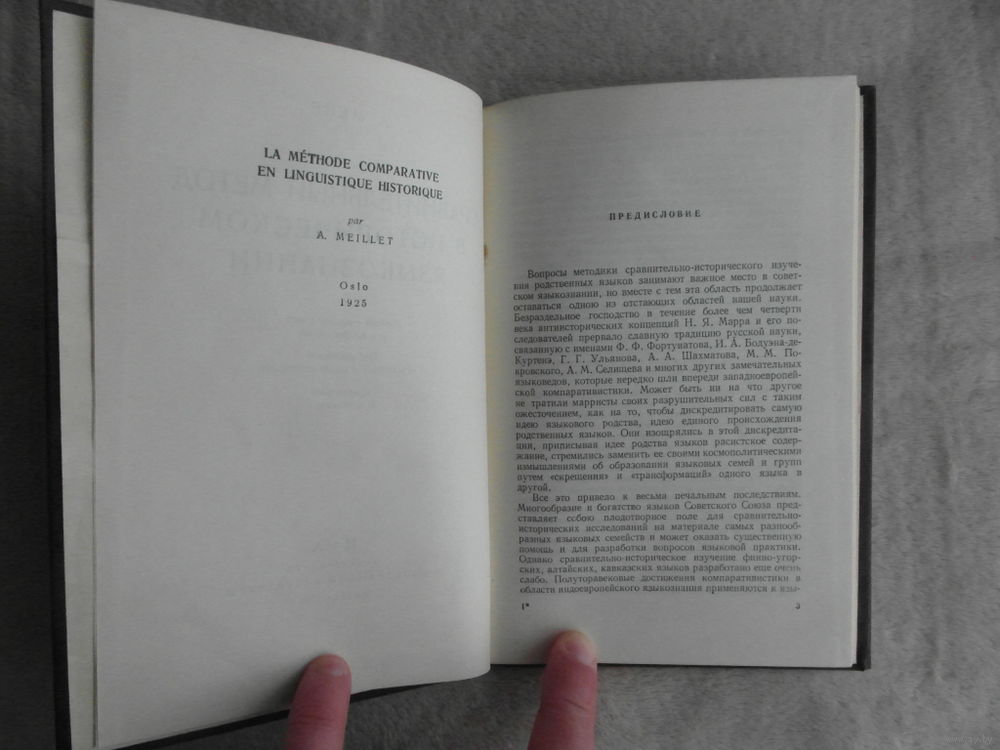 LA MÉTHODE COMPARATIVE
EN LINGUISTIQUE HISTORIQUE
par
A. MEILLET
Oslo
1925
ПРЕДИСЛОВИЕ
Вопросы методики сравнительно-исторического изуче-
ния родственных языков занимают важное место в совет-
ском языкознании, но вместе с тем эта область продолжает
оставаться одною из отстающих областей нашей науки.
Безраздельное господство в течение более чем четверти
века антиисторических концепций Н. Я. Марра и его по-
следователей прервало славную традицию русской науки,
связанную с именами Ф. Ф. Фортунатова, И. А. Бодуэна-де-
Куртенэ, Г. Г. Ульянова, А. А. Шахматова, М. М. По-
кровского, А. М. Селищева и многих других замечательных
языковедов, которые нередко шли впереди западноевропей-
ской компаративистики. Может быть ни на что другое
не тратили марристы своих разрушительных сил с таким
ожесточением, как на то, чтобы дискредитировать самую
идею языкового родства, идею единого происхождения
родственных языков. Они изощрялись в этой дискредита-
ции, приписывая идее родства языков расистское содер-
жание, стремились заменить ее своими космополитическими
измышлениями об образовании языковых семей и групп
путем «скрещения» и «трансформаций» одного языка в
другой.
Все это привело к весьма печальным последствиям.
Многообразие и богатство языков Советского Союза пред-
ставляет собою плодотворное поле для сравнительно-
исторических исследований на материале самых разнооб-
разных языковых семейств и может оказать существенную
помощь и для разработки вопросов языковой практики.
Однако сравнительно-историческое изучение финно-угор-
ских, алтайских, кавказских языков разработано еще очень
слабо. Полуторавековые достижения компаративистики в
области индоевропейского языкознания применяются к язы-
1*
3